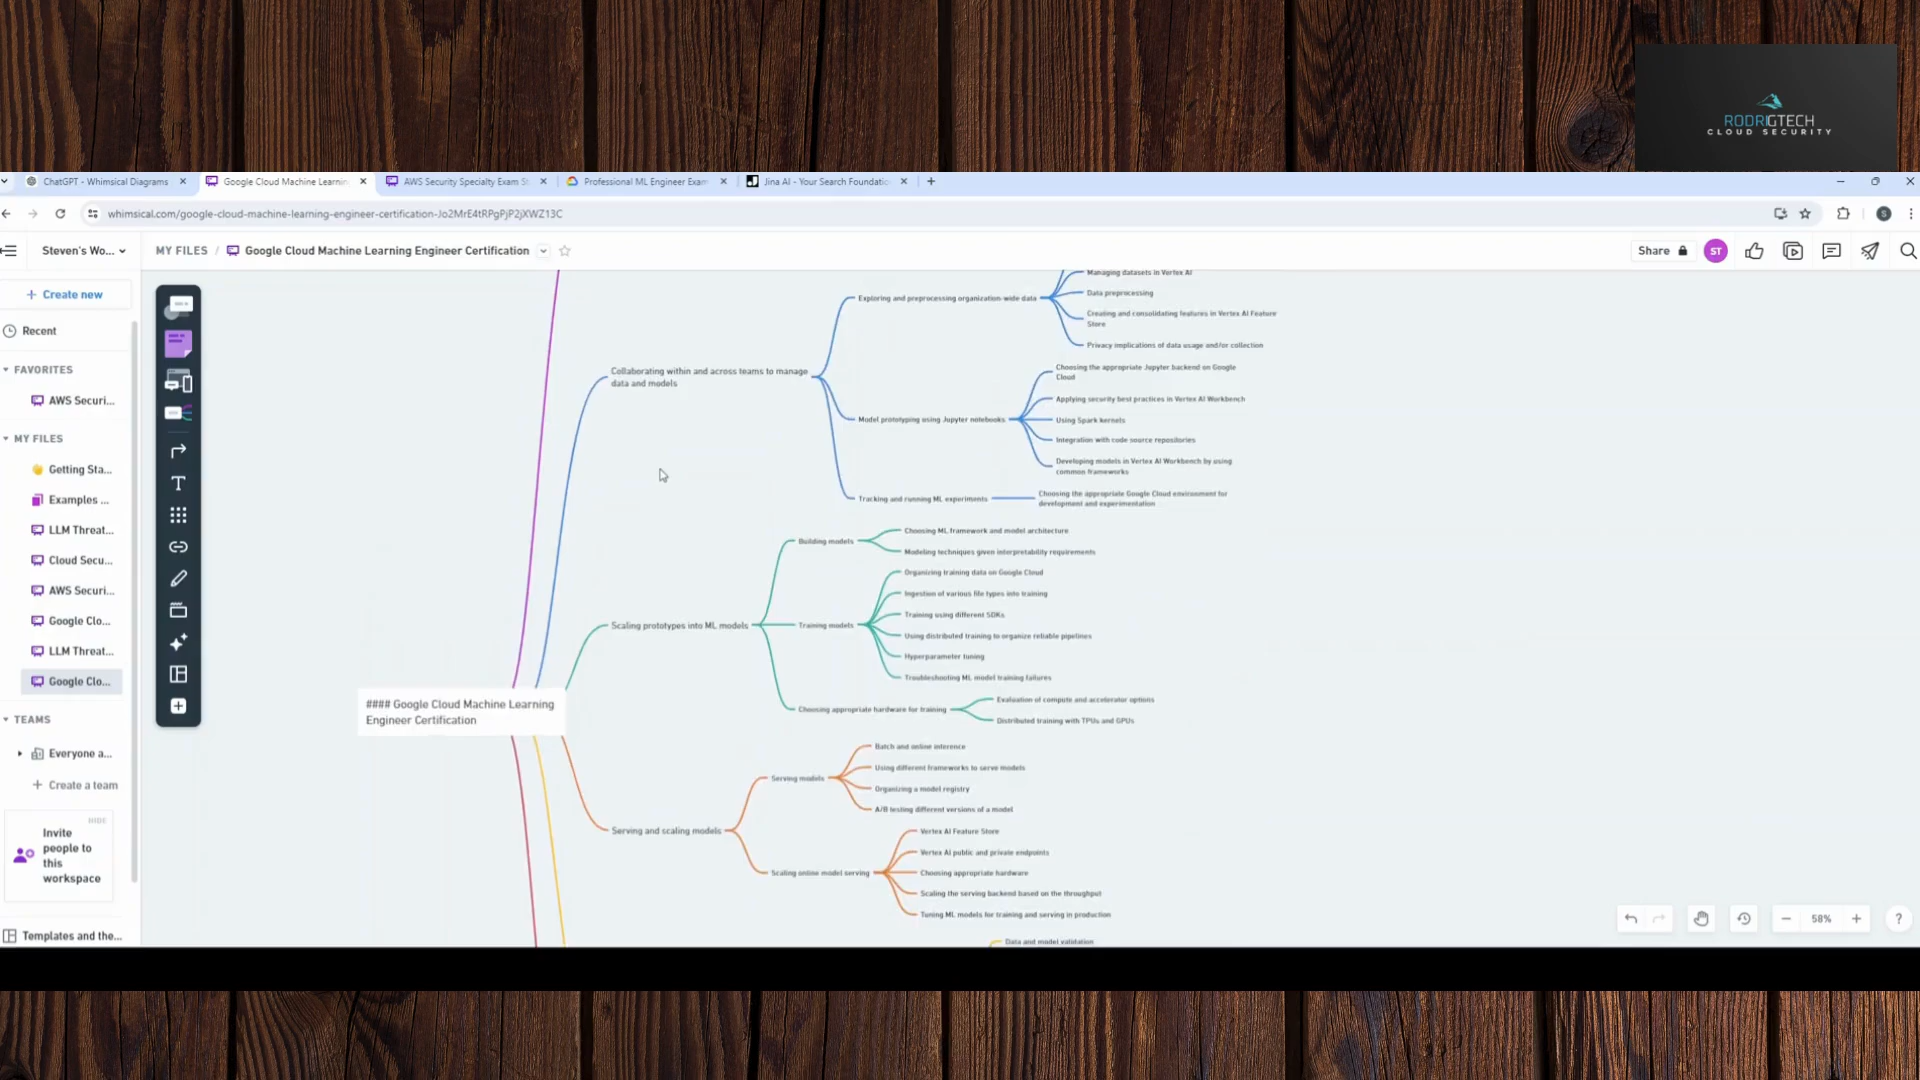 RODRIGTECH
CLOUD SECURITY
ChatGPT - Whimsical Diagrams
Google Cloud Machine Learnin
AWS Security Specialty Exam S
Professional ML Engineer Exam
Jina AI - Your Search Foundatio
whimsical.com/google-cloud-machine-learning-engineer-certification-Jo2MrE4tRPgPjP2jXWZ13C
Steven's Wo...
MY FILES / Google Cloud Machine Learning Engineer Certification
Share
ST
S
Create new
Recent
FAVORITES
AWS Securi...
MY FILES
Getting Sta...
Examples ...
LLM Threat...
Cloud Secu...
AWS Securi...
Google Clo...
LLM Threat...
Google Clo...
TEAMS
Everyone a...
Create a team
HIDE
Invite
people to
this
workspace
Templates and the...
#### Google Cloud Machine Learning
Engineer Certification
Collaborating within and across teams to manage
data and models
Exploring and preprocessing organization-wide data
Managing datasets in Vertex AI
Data preprocessing
Creating and consolidating features in Vertex AI Feature
Store
Privacy implications of data usage and/or collection
Model prototyping using Jupyter notebooks
Choosing the appropriate Jupyter backend on Google
Cloud
Applying security best practices in Vertex AI Workbench
Using Spark kernels
Integration with code source repositories
Developing models in Vertex AI Workbench by using
common frameworks
Tracking and running ML experiments
Choosing the appropriate Google Cloud environment for
development and experimentation
Scaling prototypes into ML models
Building models
Choosing ML framework and model architecture
Modeling techniques given interpretability requirements
Training models
Organizing training data on Google Cloud
Ingestion of various file types into training
Training using different SDKs
Using distributed training to organize reliable pipelines
Hyperparameter tuning
Troubleshooting ML model training failures
Choosing appropriate hardware for training
Evaluation of compute and accelerator options
Distributed training with TPUs and GPUs
Serving and scaling models
Serving models
Batch and online inference
Using different frameworks to serve models
Organizing a model registry
A/B testing different versions of a model
Scaling online model serving
Vertex AI Feature Store
Vertex AI public and private endpoints
Choosing appropriate hardware
Scaling the serving backend based on the throughput
Tuning ML models for training and serving in production
Data and model validation
58%